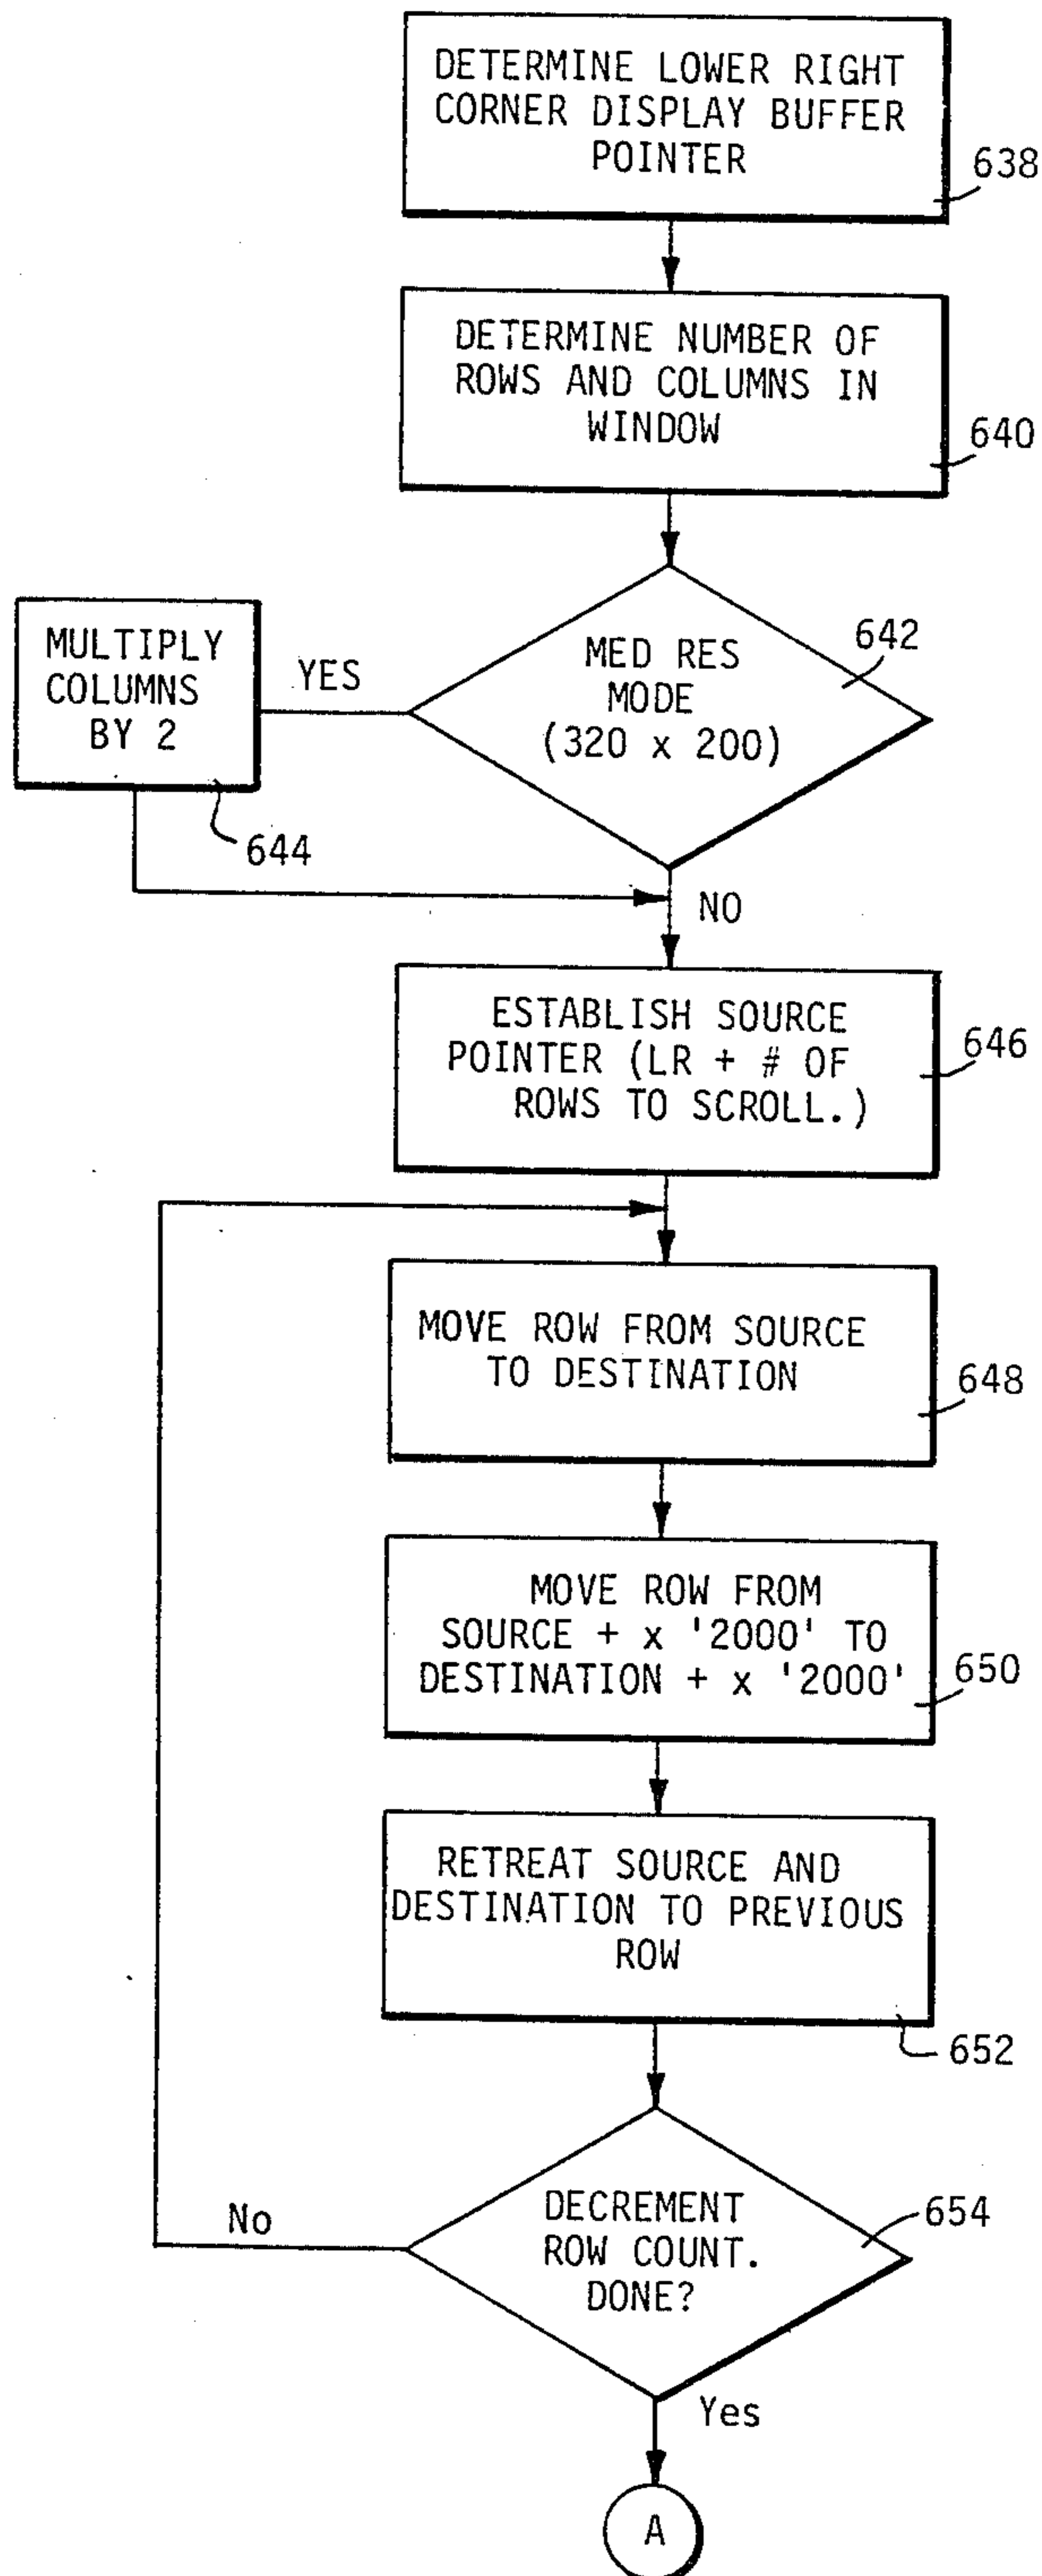 DETERMINE LOWER RIGHT
CORNER DISPLAY BUFFER
POINTER
638
DETERMINE NUMBER OF
ROWS AND COLUMNS IN
WINDOW
640
MED RES
MODE
(320 x 200)
642
YES
MULTIPLY
COLUMNS
BY 2
644
NO
ESTABLISH SOURCE
POINTER (LR + # OF
ROWS TO SCROLL.)
646
MOVE ROW FROM SOURCE
TO DESTINATION
648
MOVE ROW FROM
SOURCE + x '2000' TO
DESTINATION + x '2000'
650
RETREAT SOURCE AND
DESTINATION TO PREVIOUS
ROW
652
DECREMENT
ROW COUNT.
DONE?
654
No
Yes
A